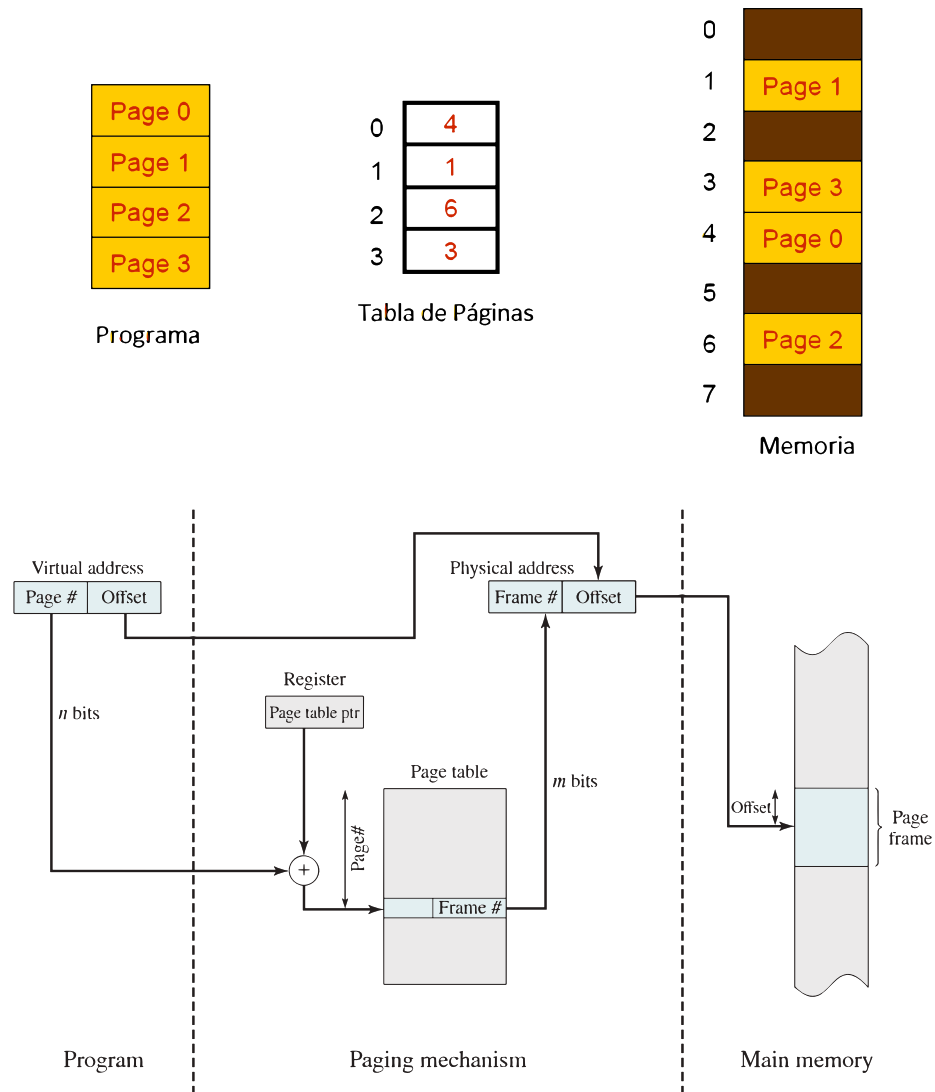 Page 0
Page 1
Page 2
Page 3
Programa
0 4
1 1
2 6
3 3
Tabla de Páginas
0
1 Page 1
2
3 Page 3
4 Page 0
5
6 Page 2
7
Memoria
Virtual address
Page # Offset
n bits
Register
Page table ptr
+
Page#
Page table
Frame #
m bits
Physical address
Frame # Offset
Offset
Page
frame
Program
Paging mechanism
Main memory